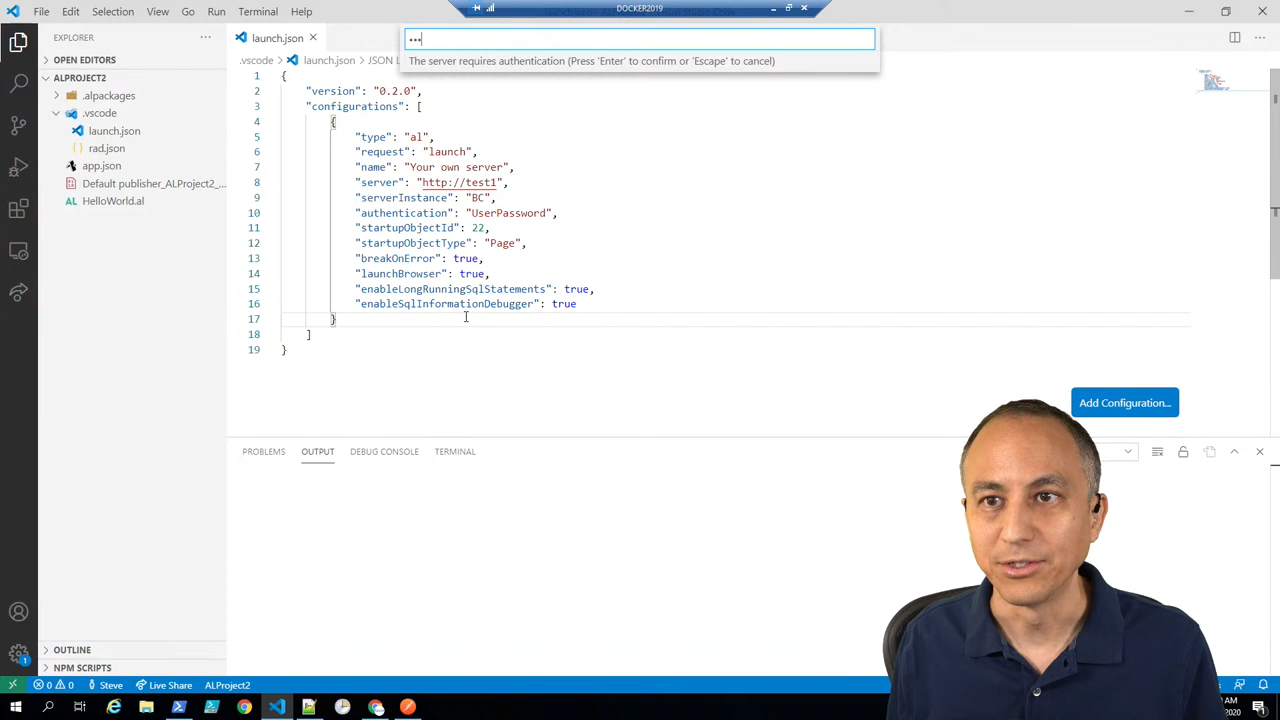 File Edit Selection View Go Run Terminal Help
DOCKER2019
•••
The server requires authentication (Press 'Enter' to confirm or 'Escape' to cancel)
EXPLORER
OPEN EDITORS
ALPROJECT2
.alpackages
.vscode
launch.json
rad.json
app.json
Default publisher_ALProject2_...
HelloWorld.al
OUTLINE
NPM SCRIPTS
launch.json
.vscode > launch.json > JSON L
1 {
2 "version": "0.2.0",
3 "configurations": [
4 {
5 "type": "al",
6 "request": "launch",
7 "name": "Your own server",
8 "server": "http://test1",
9 "serverInstance": "BC",
10 "authentication": "UserPassword",
11 "startupObjectId": 22,
12 "startupObjectType": "Page",
13 "breakOnError": true,
14 "launchBrowser": true,
15 "enableLongRunningSqlStatements": true,
16 "enableSqlInformationDebugger": true
17 }
18 ]
19 }
Add Configuration...
PROBLEMS OUTPUT DEBUG CONSOLE TERMINAL
0 0 Steve Live Share ALProject2